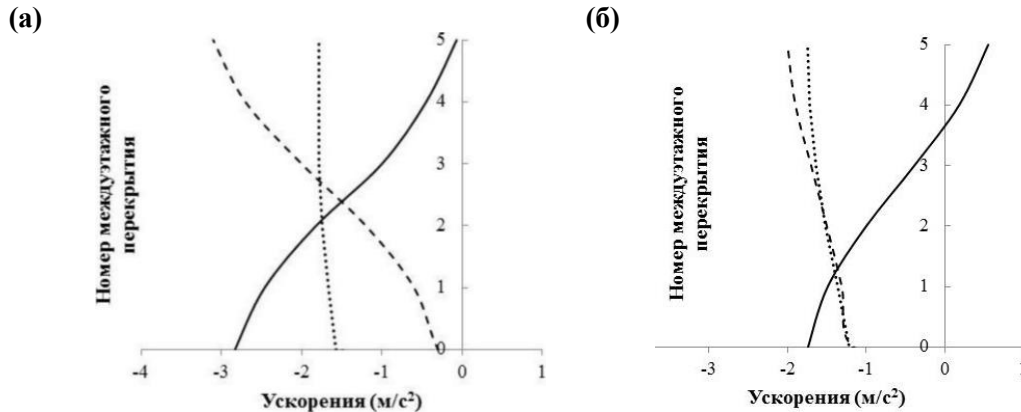 (а)
5
4
3
2
1
0
Номер междуэтажного
перекрытия
-4 -3 -2 -1 0 1
Ускорения (м/с²)
(б)
5
4
3
2
1
0
Номер междуэтажного
перекрытия
-3 -2 -1 0 1
Ускорения (м/с²)